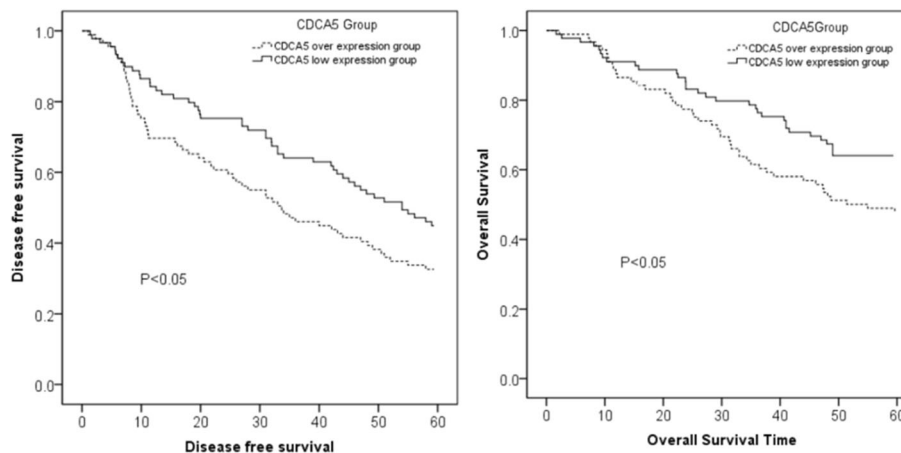 CDCA5 Group
CDCA5 over expression group
CDCA5 low expression group
1.0
0.8
0.6
0.4
0.2
0.0
Disease free survival
P<0.05
0 10 20 30 40 50 60
Disease free survival
CDCA5Group
CDCA5 over expression group
CDCA5 low expression group
1.0
0.8
0.6
0.4
0.2
0.0
Overall Survival
P<0.05
0 10 20 30 40 50 60
Overall Survival Time